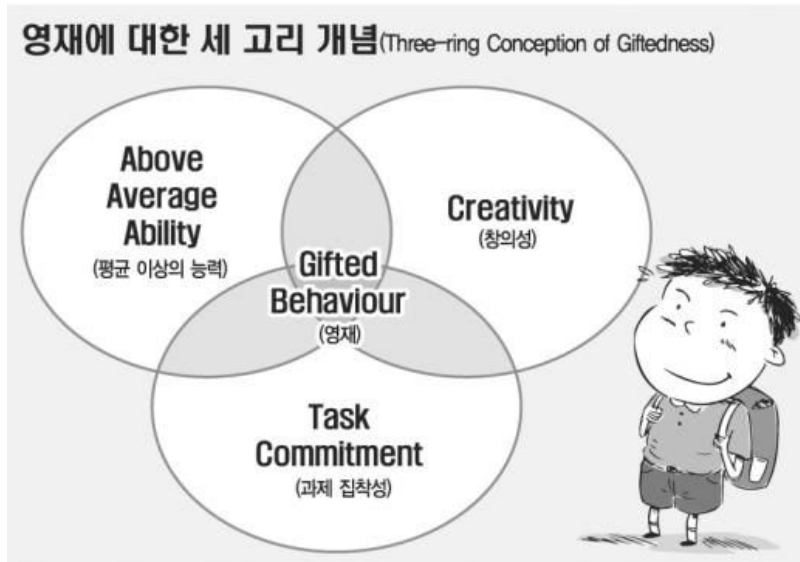 영재에 대한 세 고리 개념(Three-ring Conception of Giftedness)
Above
Average
Ability
(평균 이상의 능력)
Creativity
(창의성)
Gifted
Behaviour
(영재)
Task
Commitment
(과제 집착성)